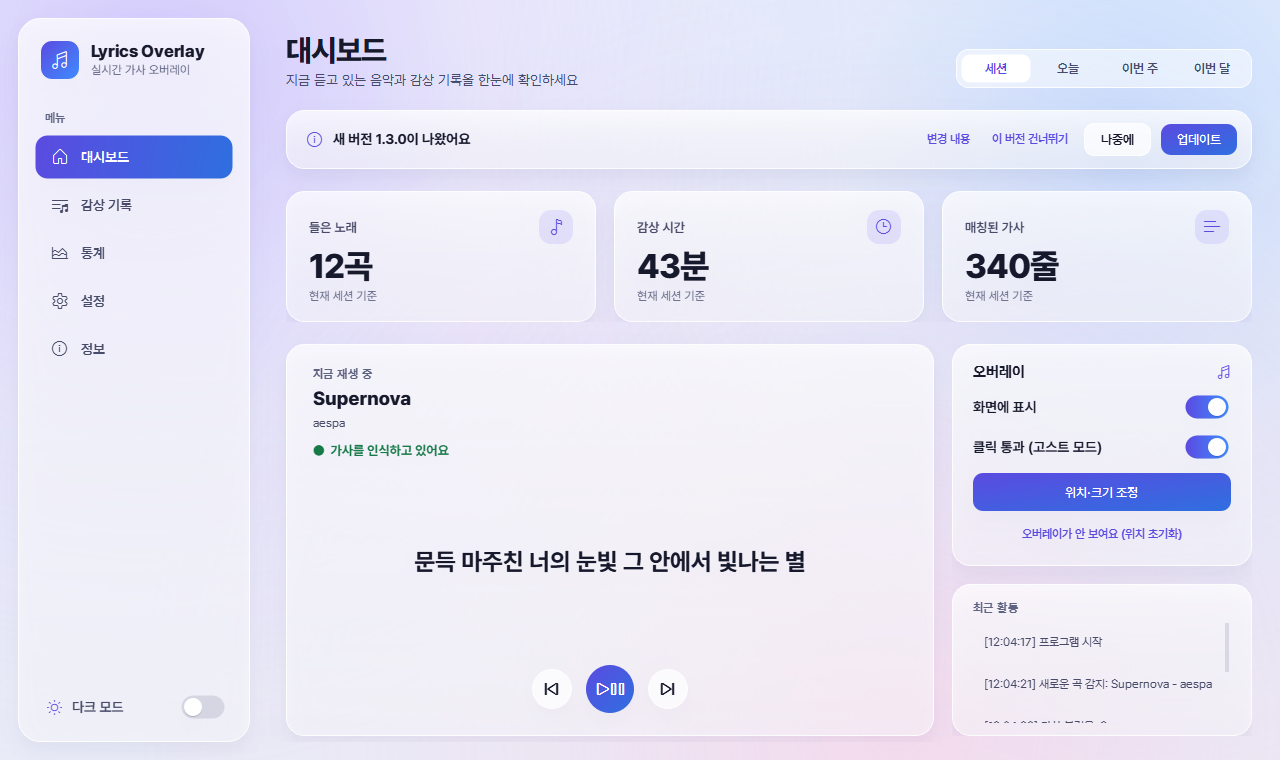 Lyrics Overlay
실시간 가사 오버레이
메뉴
대시보드
감상 기록
통계
설정
정보
다크 모드
대시보드
지금 듣고 있는 음악과 감상 기록을 한눈에 확인하세요
세션 오늘 이번 주 이번 달
새 버전 1.3.0이 나왔어요 변경 내용 이 버전 건너뛰기 나중에 업데이트
들은 노래
12곡
현재 세션 기준
감상 시간
43분
현재 세션 기준
매칭된 가사
340줄
현재 세션 기준
지금 재생 중
Supernova
aespa
가사를 인식하고 있어요
문득 마주친 너의 눈빛 그 안에서 빛나는 별
오버레이
화면에 표시
클릭 통과 (고스트 모드)
위치·크기 조정
오버레이가 안 보여요 (위치 초기화)
최근 활동
[12:04:17] 프로그램 시작
[12:04:21] 새로운 곡 감지: Supernova - aespa